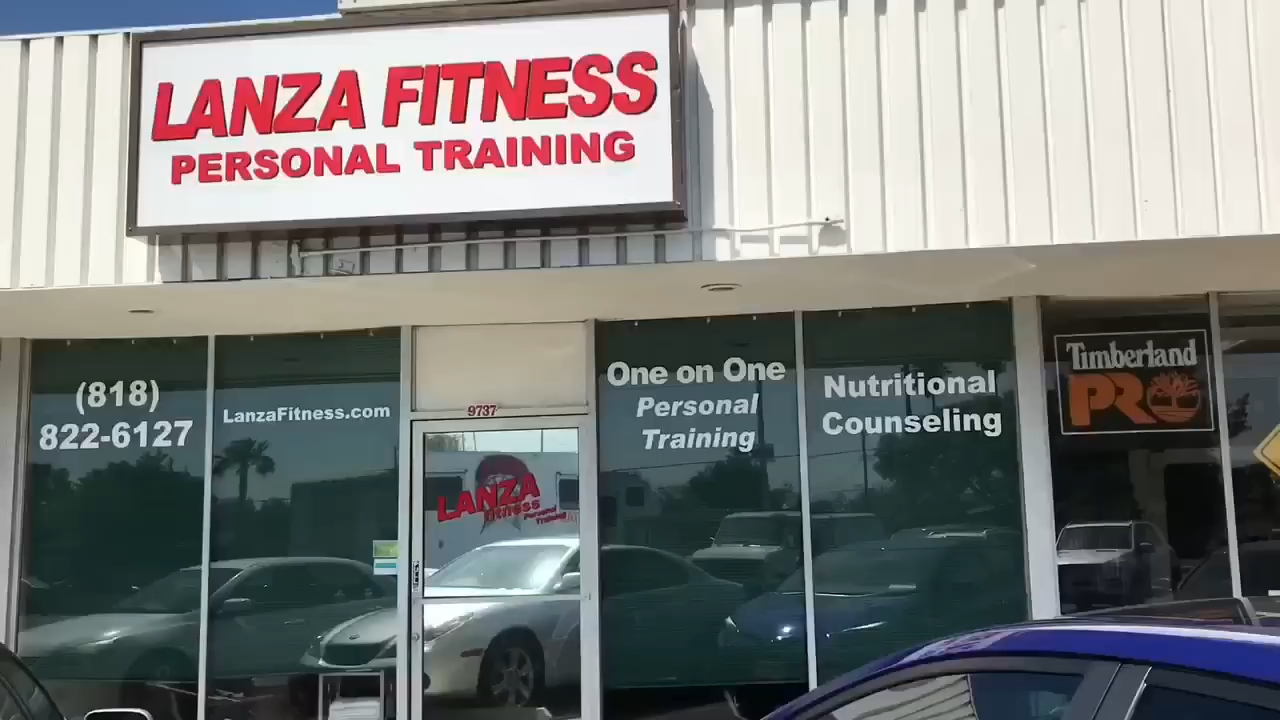 LANZA FITNESS
PERSONAL TRAINING
(818)
822-6127
LanzaFitness.com
9737
LANZA
fitness
Personal
Training
One on One
Personal
Training
Nutritional
Counseling
Timberland
PRO